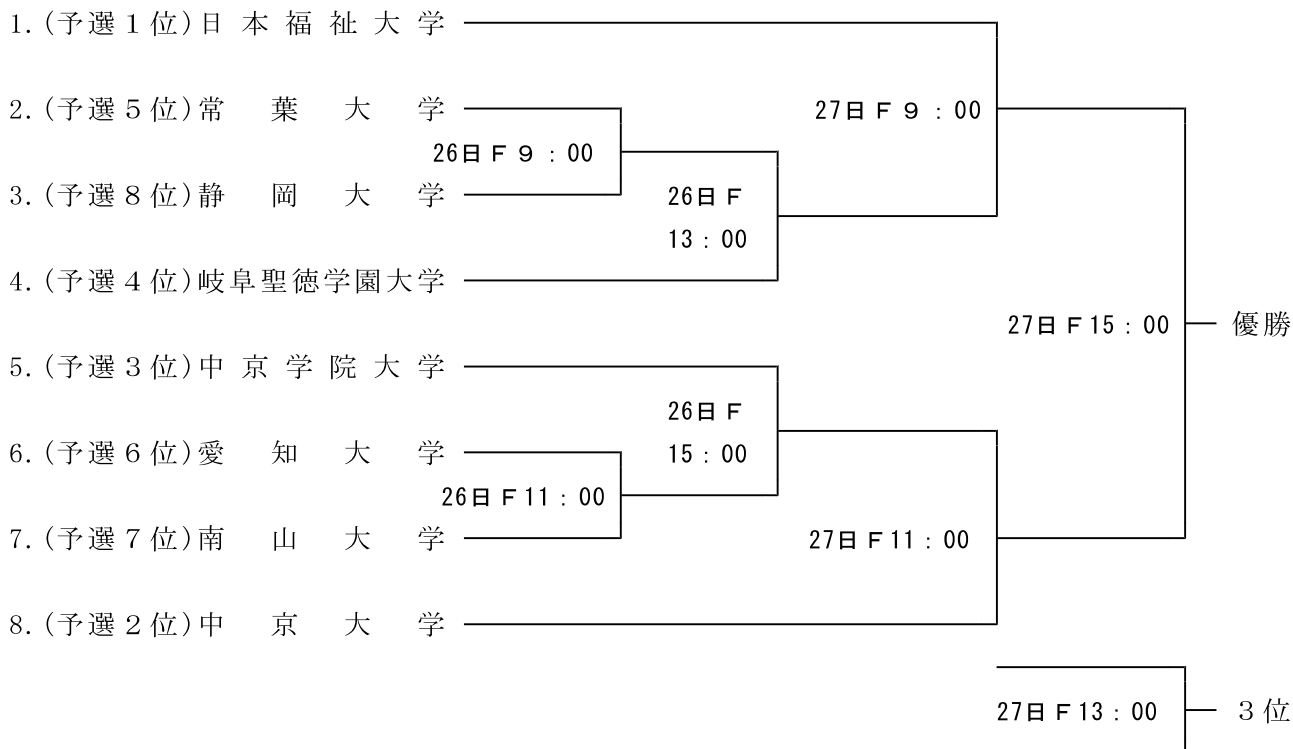 1.(予選１位)日本福祉大学
2.(予選５位)常葉大学
27日Ｆ９：00
26日Ｆ９：00
3.(予選８位)静岡大学
26日Ｆ
13：00
4.(予選４位)岐阜聖徳学園大学
27日Ｆ15：00
優勝
5.(予選３位)中京学院大学
26日Ｆ
15：00
6.(予選６位)愛知大学
26日Ｆ11：00
7.(予選７位)南山大学
27日Ｆ11：00
8.(予選２位)中京大学
27日Ｆ13：00
３位